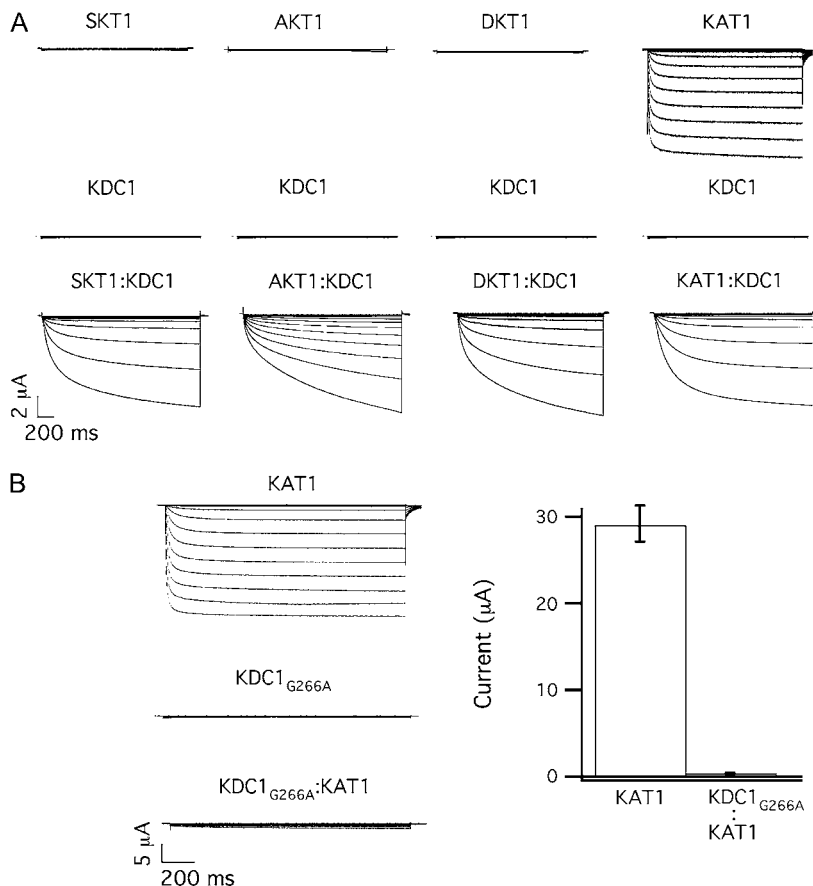 A
SKT1 AKT1 DKT1 KAT1
KDC1 KDC1 KDC1 KDC1
SKT1:KDC1 AKT1:KDC1 DKT1:KDC1 KAT1:KDC1
2 μA
200 ms
B
KAT1
KDC1G266A
KDC1G266A:KAT1
5 μA
200 ms
Current (μA)
30
20
10
0
KAT1
KDC1G266A
:
KAT1